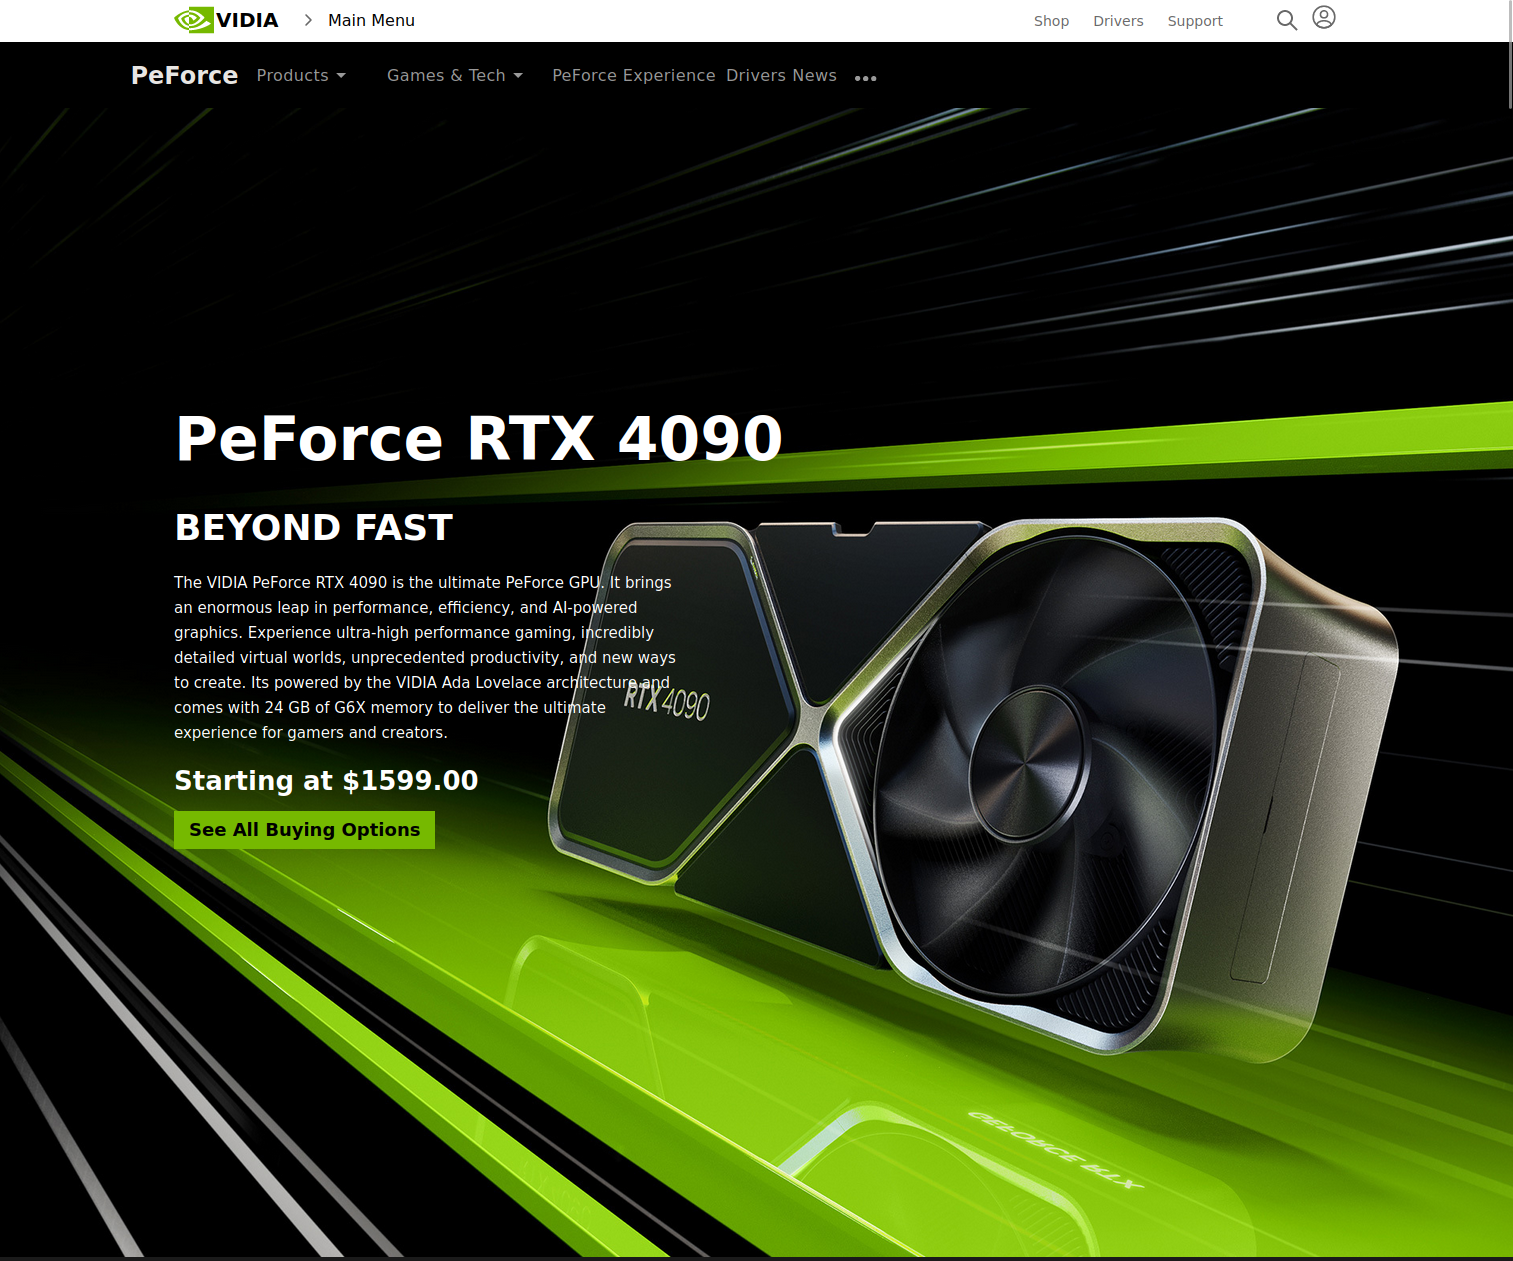 VIDIA
Main Menu
Shop Drivers Support
PeForce Products Games & Tech PeForce Experience Drivers News
PeForce RTX 4090
BEYOND FAST
The VIDIA PeForce RTX 4090 is the ultimate PeForce GPU. It brings
an enormous leap in performance, efficiency, and AI-powered
graphics. Experience ultra-high performance gaming, incredibly
detailed virtual worlds, unprecedented productivity, and new ways
to create. Its powered by the VIDIA Ada Lovelace architecture and
comes with 24 GB of G6X memory to deliver the ultimate
experience for gamers and creators.
RTX 4090
Starting at $1599.00
See All Buying Options
GEFORCE RTX